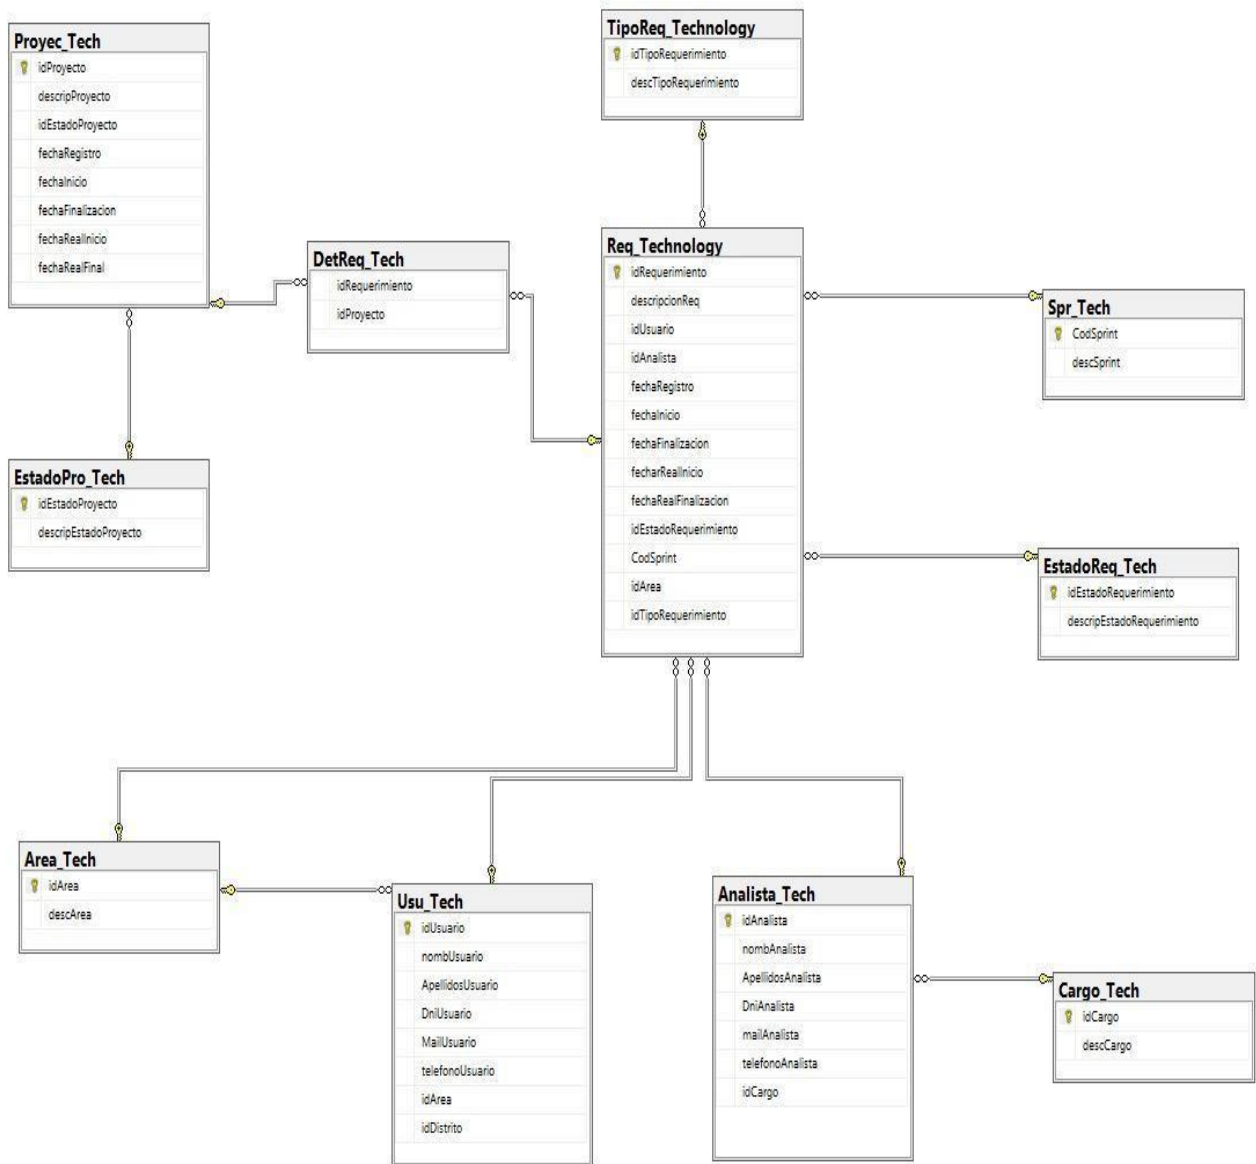 Proyec_Tech
idProyecto
descripProyecto
idEstadoProyecto
fechaRegistro
fechaInicio
fechaFinalizacion
fechaRealInicio
fechaRealFinal
TipoReq_Technology
idTipoRequerimiento
descTipoRequerimiento
DetReq_Tech
idRequerimiento
idProyecto
Req_Technology
idRequerimiento
descripcionReq
idUsuario
idAnalista
fechaRegistro
fechaInicio
fechaFinalizacion
fecharRealInicio
fechaRealFinalizacion
idEstadoRequerimiento
CodSprint
idArea
idTipoRequerimiento
Spr_Tech
CodSprint
descSprint
EstadoPro_Tech
idEstadoProyecto
descripEstadoProyecto
EstadoReq_Tech
idEstadoRequerimiento
descripEstadoRequerimiento
Area_Tech
idArea
descArea
Usu_Tech
idUsuario
nombUsuario
ApellidosUsuario
DniUsuario
MailUsuario
telefonoUsuario
idArea
idDistrito
Analista_Tech
idAnalista
nombAnalista
ApellidosAnalista
DniAnalista
mailAnalista
telefonoAnalista
idCargo
Cargo_Tech
idCargo
descCargo